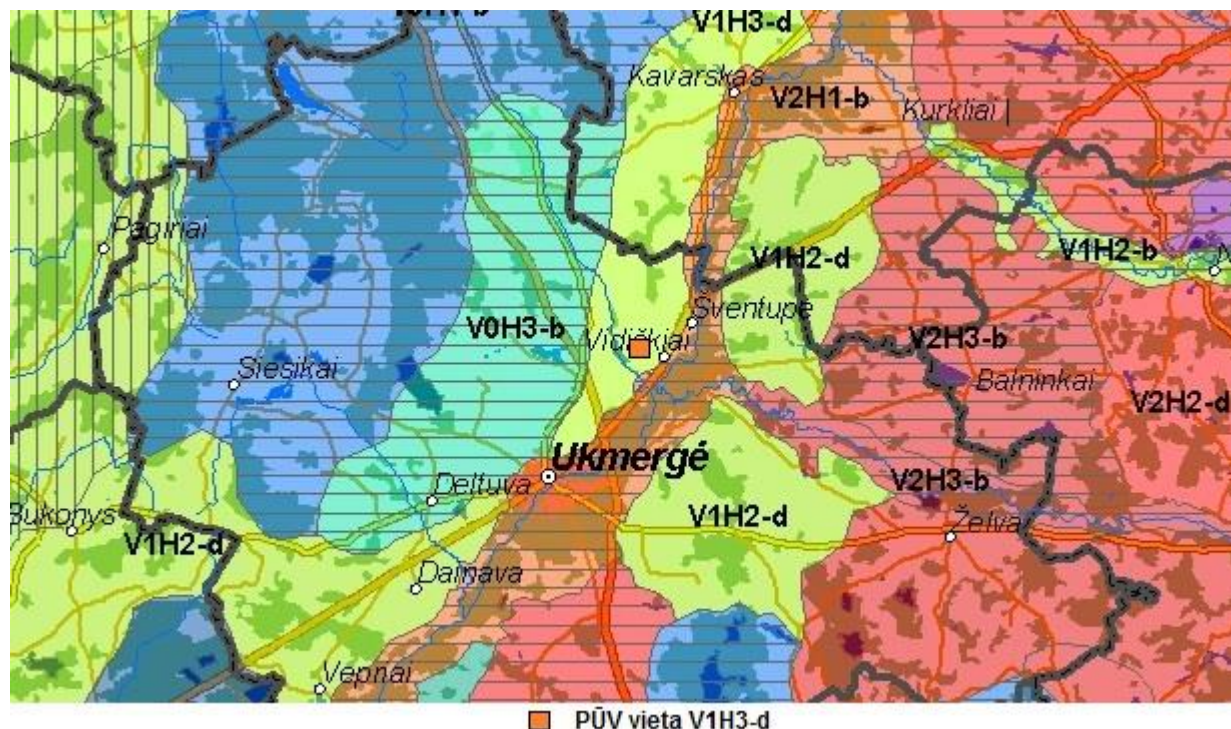 V1H3-d
Kavarskas
V2H1-b
Kurkliai |
Pagiriai
V1H2-d
V1H2-b
Šventupė
V0H3-b
Vidiškiai
V2H3-b
Siesikai
Balninkai
V2H2-d
Ukmergė
Deltuva
V2H3-b
Bukonys
V1H2-d
Želva
V1H2-d
Dainava
Vepriai
PŪV vieta V1H3-d